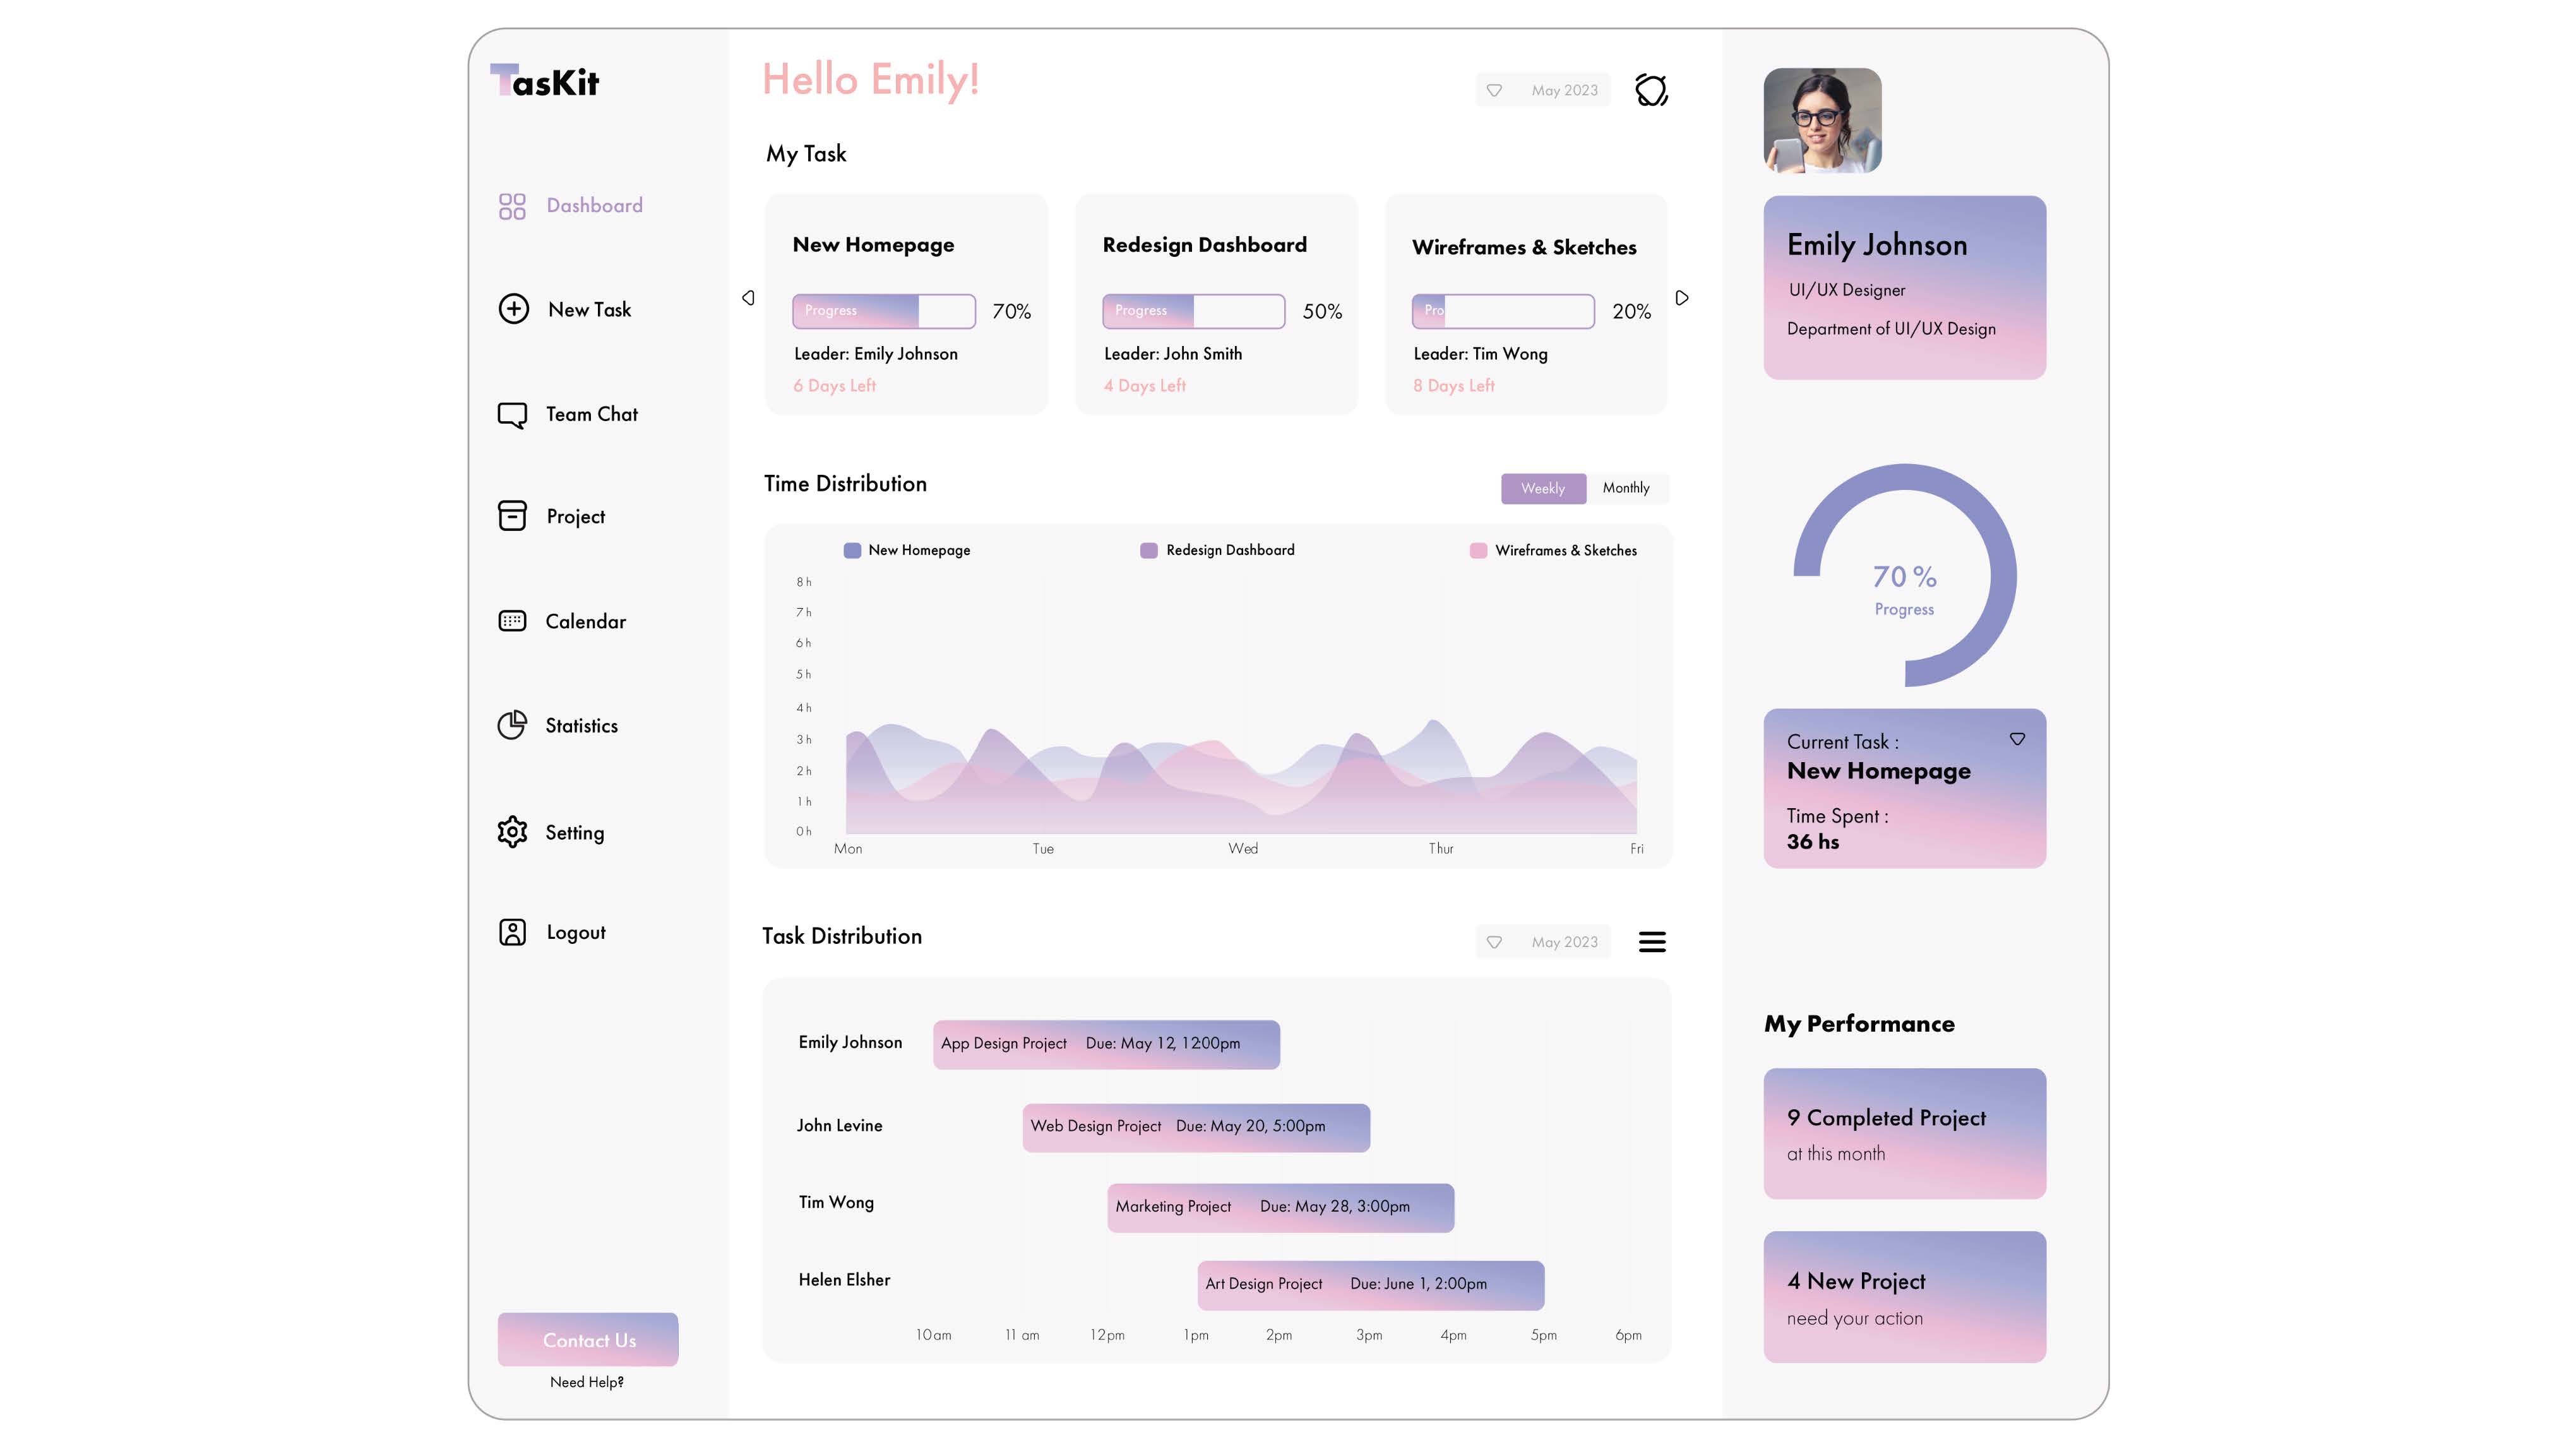 TasKit
Dashboard
New Task
Team Chat
Project
Calendar
Statistics
Setting
Logout
Contact Us
Need Help?
Hello Emily!
May 2023
My Task
New Homepage
Progress
70%
Leader: Emily Johnson
6 Days Left
Redesign Dashboard
Progress
50%
Leader: John Smith
4 Days Left
Wireframes & Sketches
Pro
20%
Leader: Tim Wong
8 Days Left
Time Distribution
Weekly
Monthly
New Homepage
Redesign Dashboard
Wireframes & Sketches
8 h
7 h
6 h
5 h
4 h
3 h
2 h
1 h
0 h
Mon
Tue
Wed
Thur
Fri
Task Distribution
May 2023
Emily Johnson
App Design Project Due: May 12, 12:00pm
John Levine
Web Design Project Due: May 20, 5:00pm
Tim Wong
Marketing Project Due: May 28, 3:00pm
Helen Elsher
Art Design Project Due: June 1, 2:00pm
10am
11 am
12pm
1pm
2pm
3pm
4pm
5pm
6pm
Emily Johnson
UI/UX Designer
Department of UI/UX Design
70 %
Progress
Current Task :
New Homepage
Time Spent :
36 hs
My Performance
9 Completed Project
at this month
4 New Project
need your action